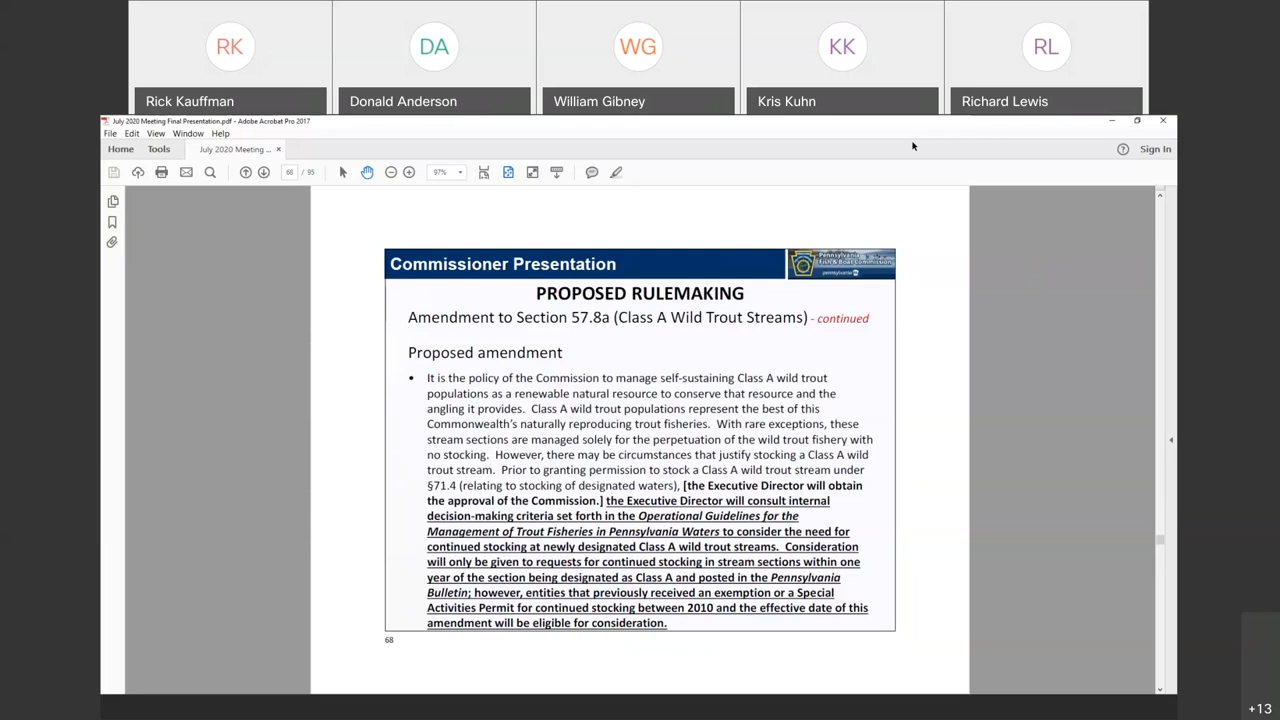 RK
DA
WG
KK
RL
Rick Kauffman
Donald Anderson
William Gibney
Kris Kuhn
Richard Lewis
July 2020 Meeting Final Presentation.pdf - Adobe Acrobat Pro 2017
File Edit View Window Help
Home Tools July 2020 Meeting ... ×
Sign In
68 / 95
97%
Commissioner Presentation
Pennsylvania
Fish & Boat Commission
pennsylvania
PROPOSED RULEMAKING
Amendment to Section 57.8a (Class A Wild Trout Streams) - continued
Proposed amendment
• It is the policy of the Commission to manage self-sustaining Class A wild trout
populations as a renewable natural resource to conserve that resource and the
angling it provides. Class A wild trout populations represent the best of this
Commonwealth's naturally reproducing trout fisheries. With rare exceptions, these
stream sections are managed solely for the perpetuation of the wild trout fishery with
no stocking. However, there may be circumstances that justify stocking a Class A wild
trout stream. Prior to granting permission to stock a Class A wild trout stream under
§71.4 (relating to stocking of designated waters), [the Executive Director will obtain
the approval of the Commission.] the Executive Director will consult internal
decision-making criteria set forth in the Operational Guidelines for the
Management of Trout Fisheries in Pennsylvania Waters to consider the need for
continued stocking at newly designated Class A wild trout streams. Consideration
will only be given to requests for continued stocking in stream sections within one
year of the section being designated as Class A and posted in the Pennsylvania
Bulletin; however, entities that previously received an exemption or a Special
Activities Permit for continued stocking between 2010 and the effective date of this
amendment will be eligible for consideration.
68
+13